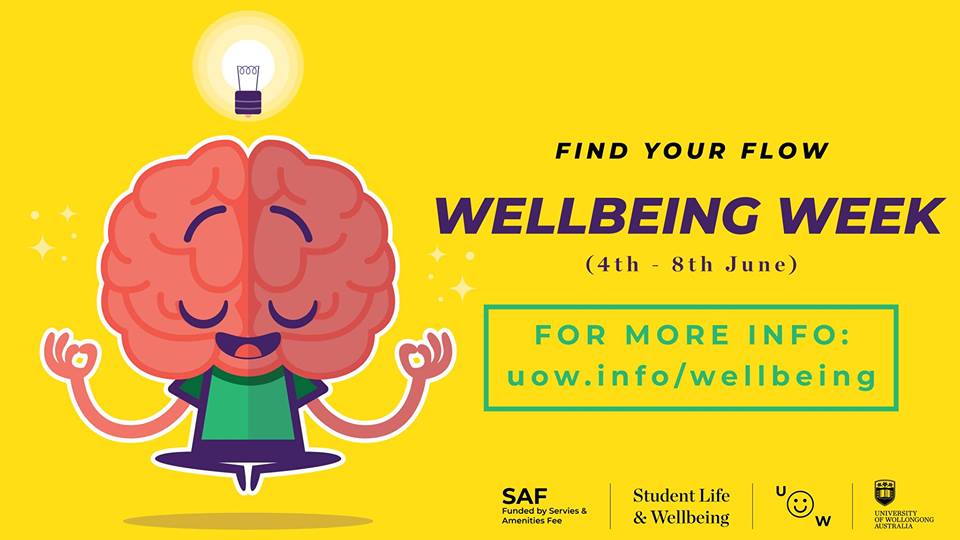 FIND YOUR FLOW
WELLBEING WEEK
(4th - 8th June)
FOR MORE INFO:
uow.info/wellbeing
SAF
Funded by Servies &
Amenities Fee
Student Life
& Wellbeing
U
W
UNIVERSITY
OF WOLLONGONG
AUSTRALIA